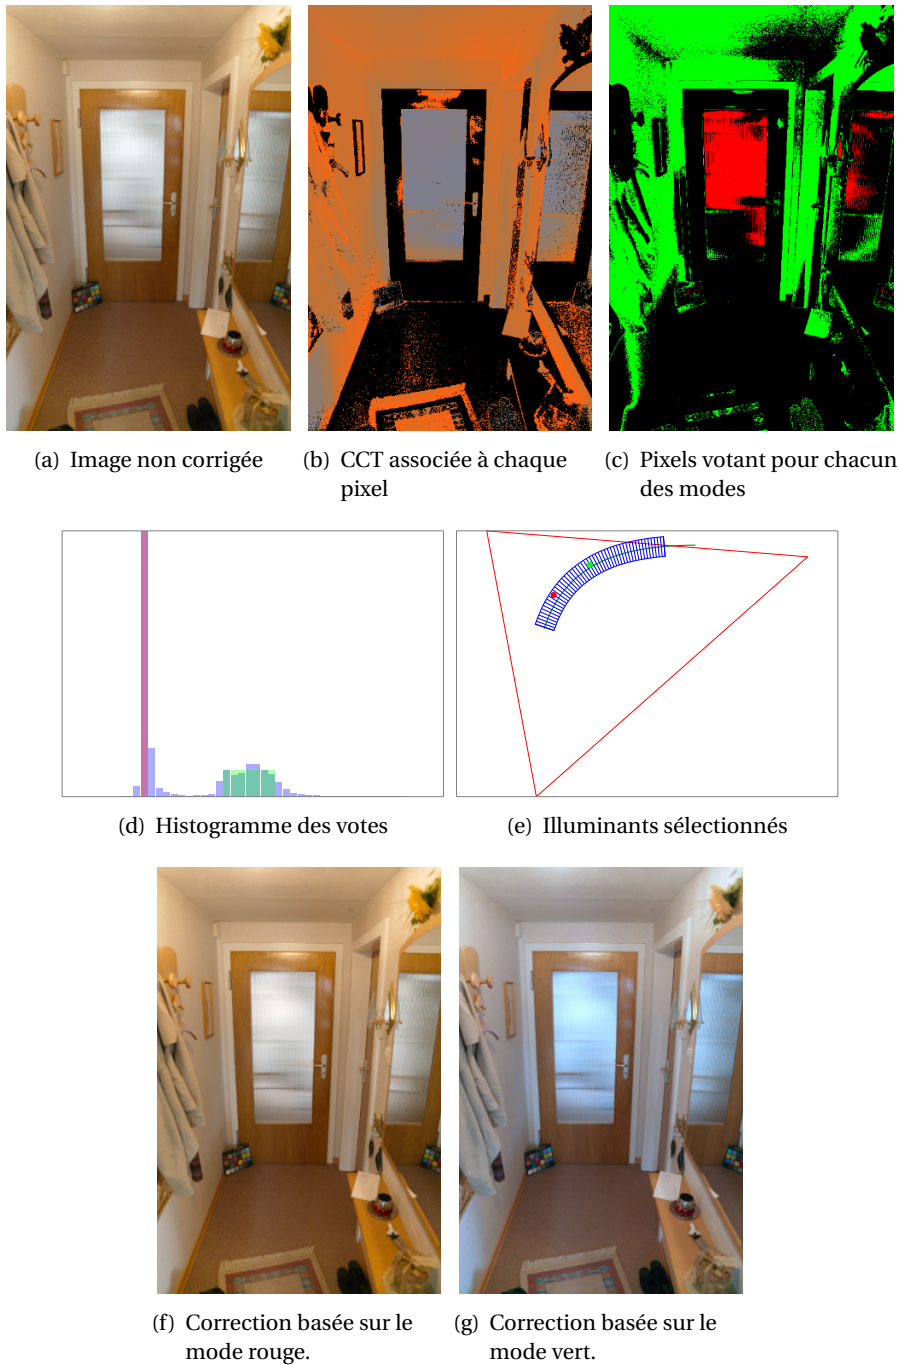 (a) Image non corrigée
(b) CCT associée à chaque
pixel
(c) Pixels votant pour chacun
des modes
(d) Histogramme des votes
(e) Illuminants sélectionnés
(f) Correction basée sur le
mode rouge.
(g) Correction basée sur le
mode vert.